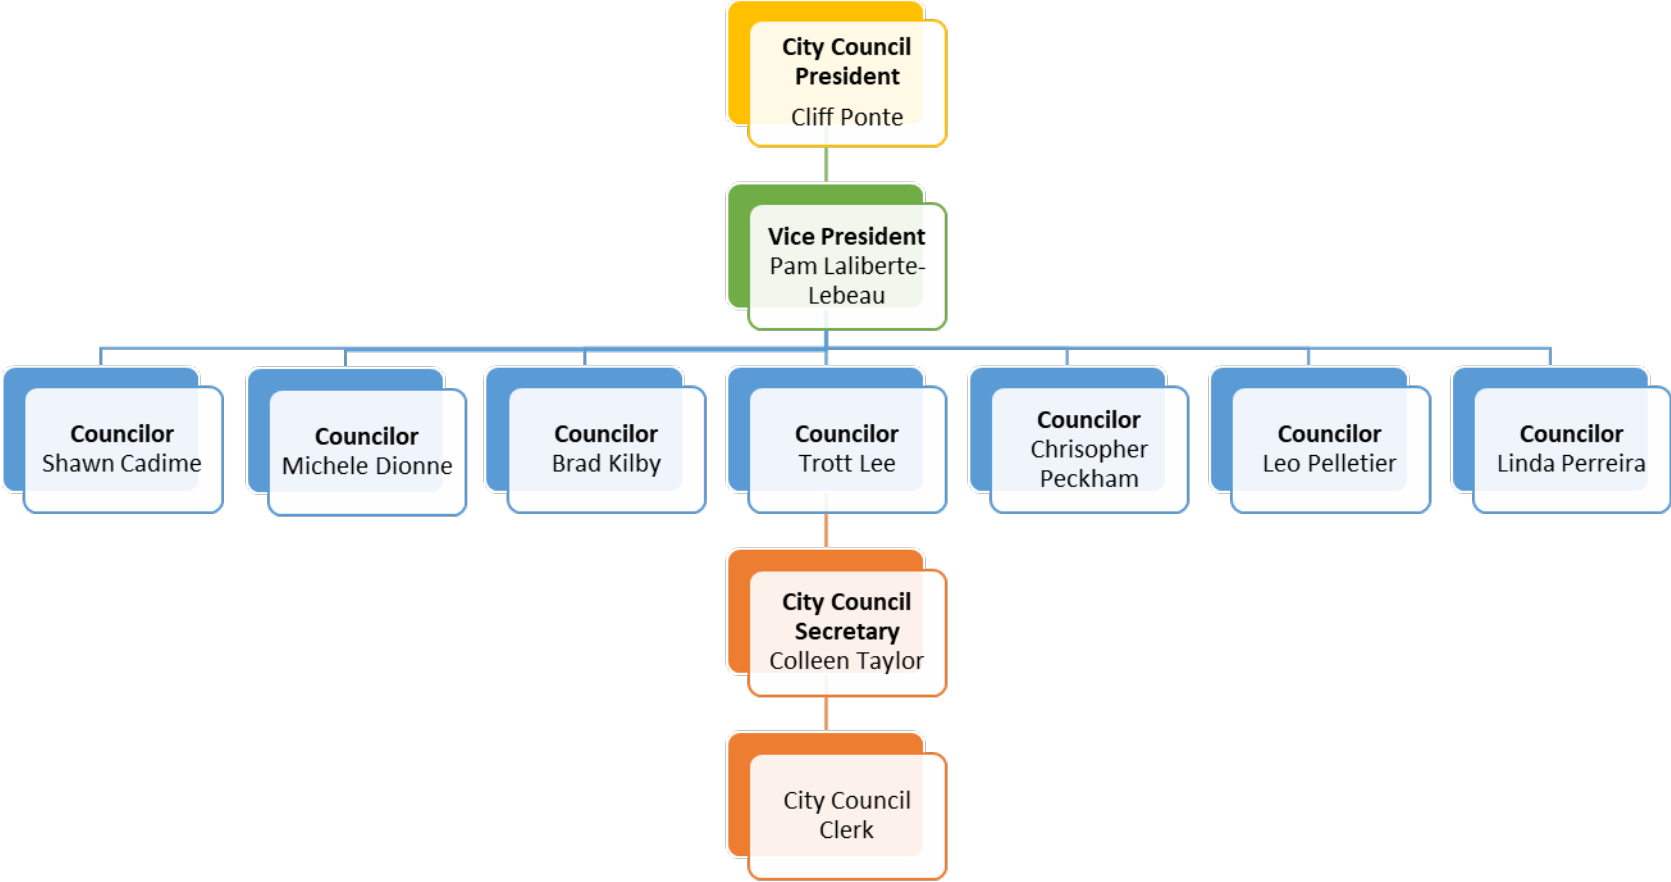 City Council
President
Cliff Ponte
Vice President
Pam Laliberte-
Lebeau
Councilor
Shawn Cadime
Councilor
Michele Dionne
Councilor
Brad Kilby
Councilor
Trott Lee
Councilor
Chrisopher
Peckham
Councilor
Leo Pelletier
Councilor
Linda Perreira
City Council
Secretary
Colleen Taylor
City Council
Clerk